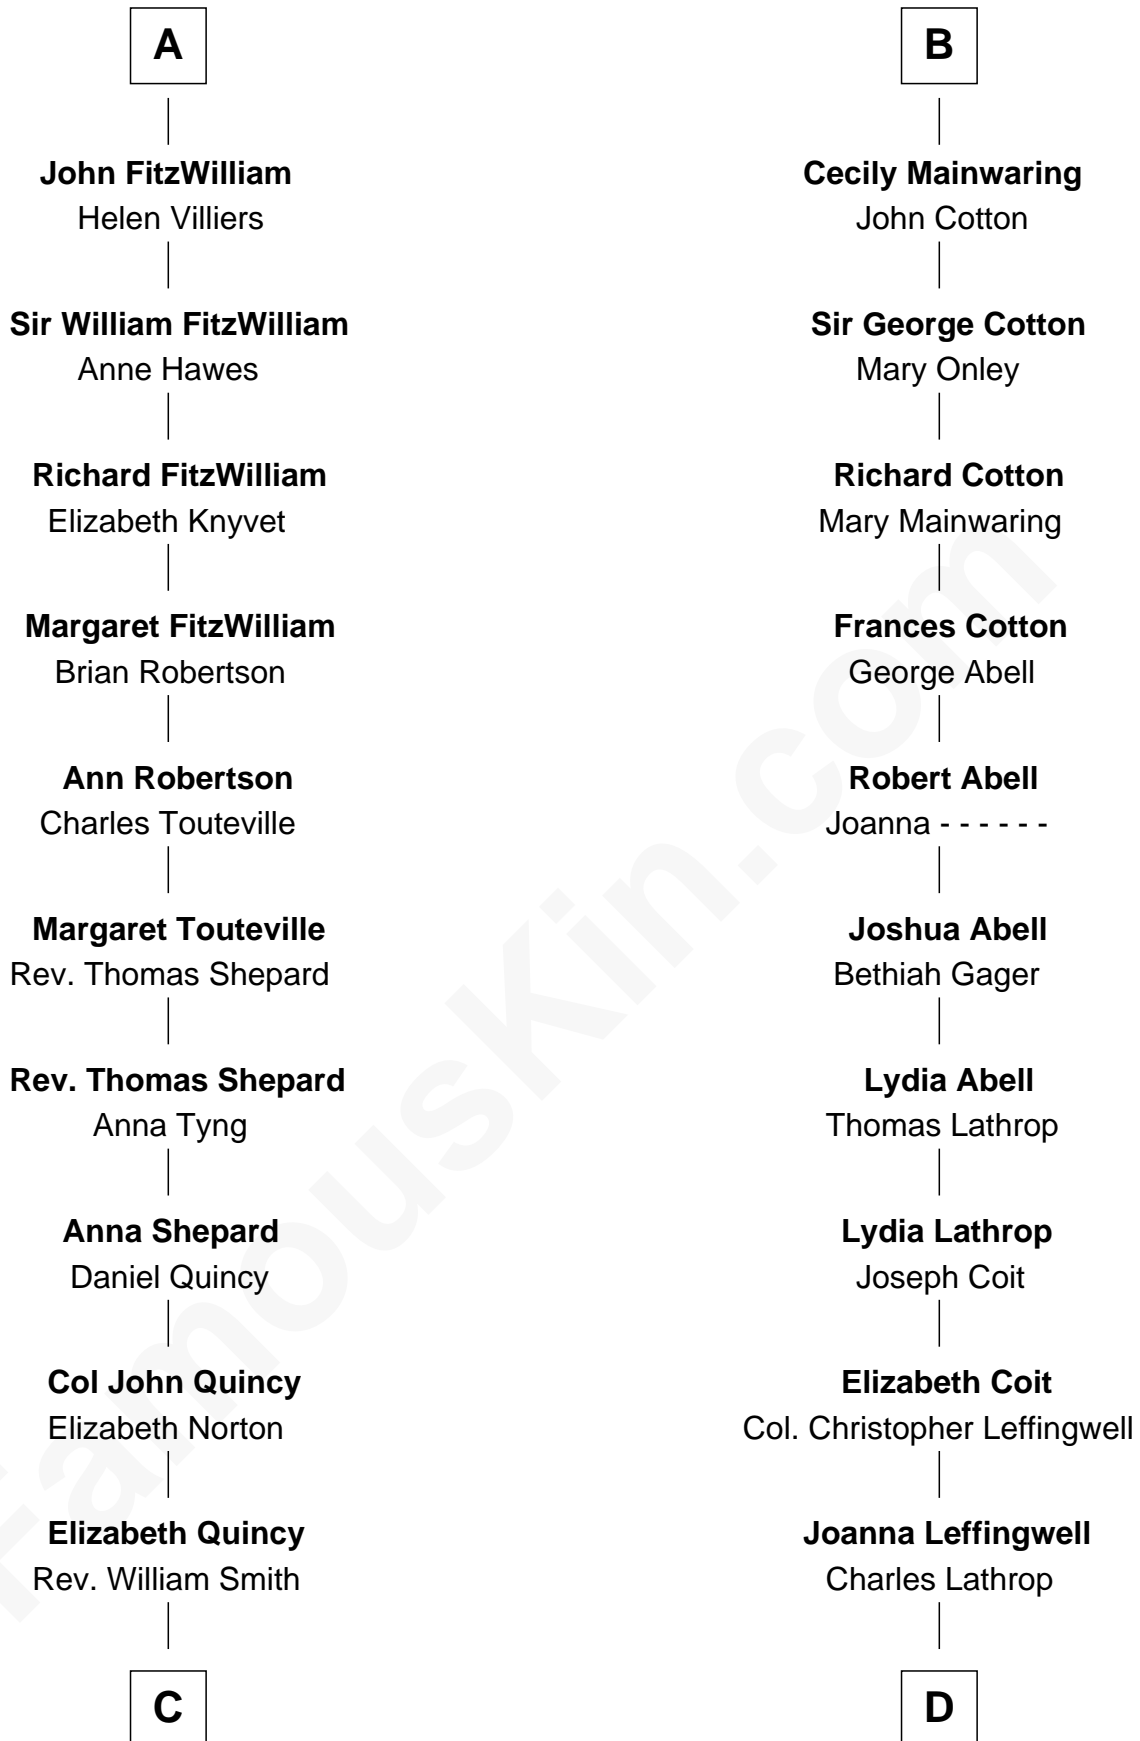 A
John FitzWilliam
Helen Villiers
Sir William FitzWilliam
Anne Hawes
Richard FitzWilliam
Elizabeth Knyvet
Margaret FitzWilliam
Brian Robertson
Ann Robertson
Charles Touteville
Margaret Touteville
Rev. Thomas Shepard
Rev. Thomas Shepard
Anna Tyng
Anna Shepard
Daniel Quincy
Col John Quincy
Elizabeth Norton
Elizabeth Quincy
Rev. William Smith
C
B
Cecily Mainwaring
John Cotton
Sir George Cotton
Mary Onley
Richard Cotton
Mary Mainwaring
Frances Cotton
George Abell
Robert Abell
Joanna - - - - - -
Joshua Abell
Bethiah Gager
Lydia Abell
Thomas Lathrop
Lydia Lathrop
Joseph Coit
Elizabeth Coit
Col. Christopher Leffingwell
Joanna Leffingwell
Charles Lathrop
D
FamousKin.com